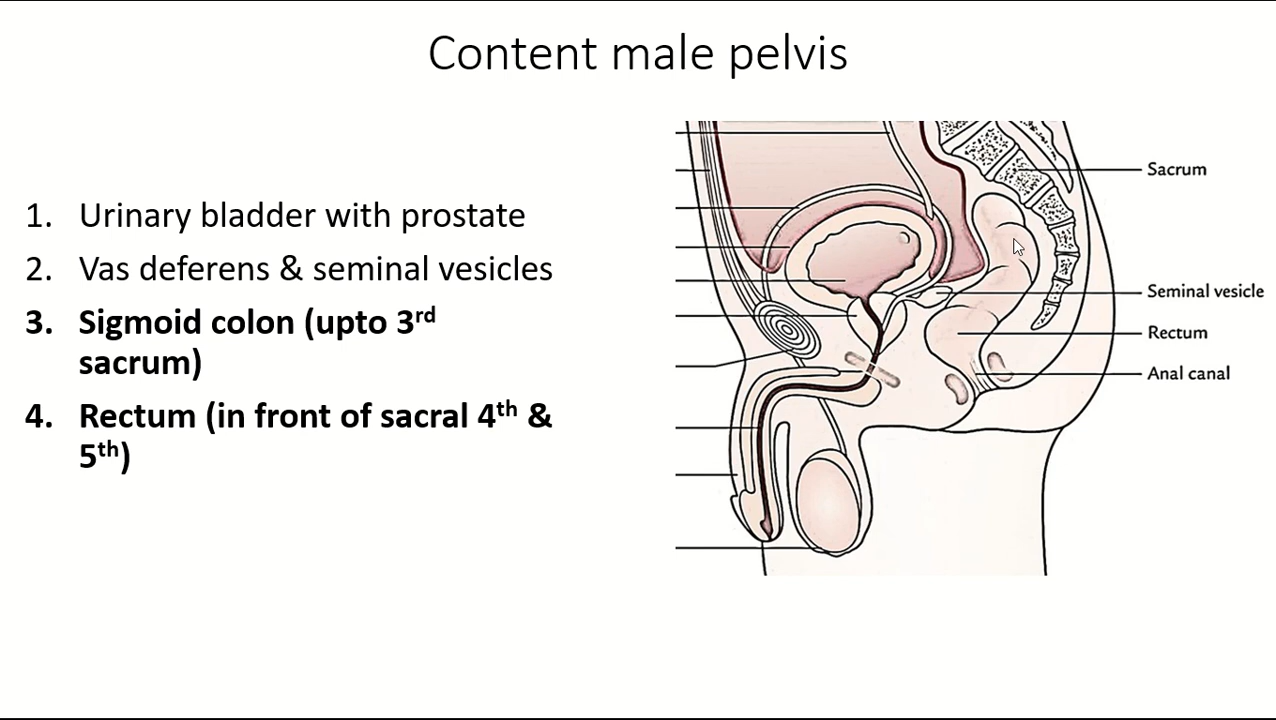 Content male pelvis
1. Urinary bladder with prostate
2. Vas deferens & seminal vesicles
3. Sigmoid colon (upto 3rd
sacrum)
4. Rectum (in front of sacral 4th &
5th)
Sacrum
Seminal vesicle
Rectum
Anal canal